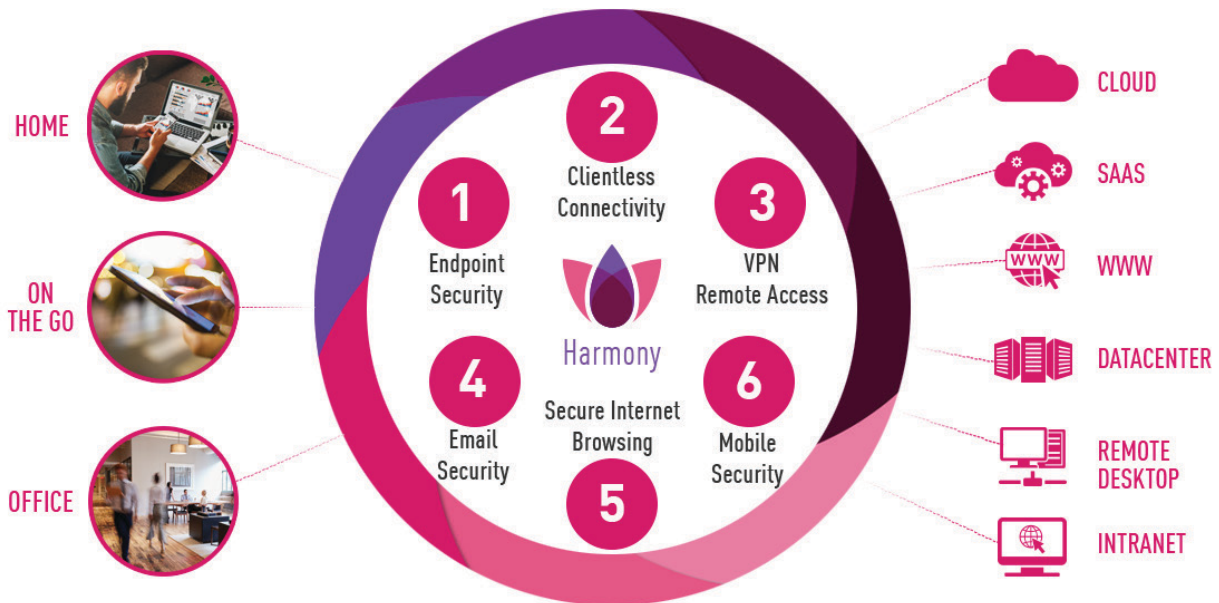 HOME
ON
THE GO
OFFICE
1
Endpoint
Security
2
Clientless
Connectivity
3
VPN
Remote Access
Harmony
4
Email
Security
Secure Internet
Browsing
5
6
Mobile
Security
CLOUD
SAAS
WWW
WWW
DATACENTER
REMOTE
DESKTOP
INTRANET